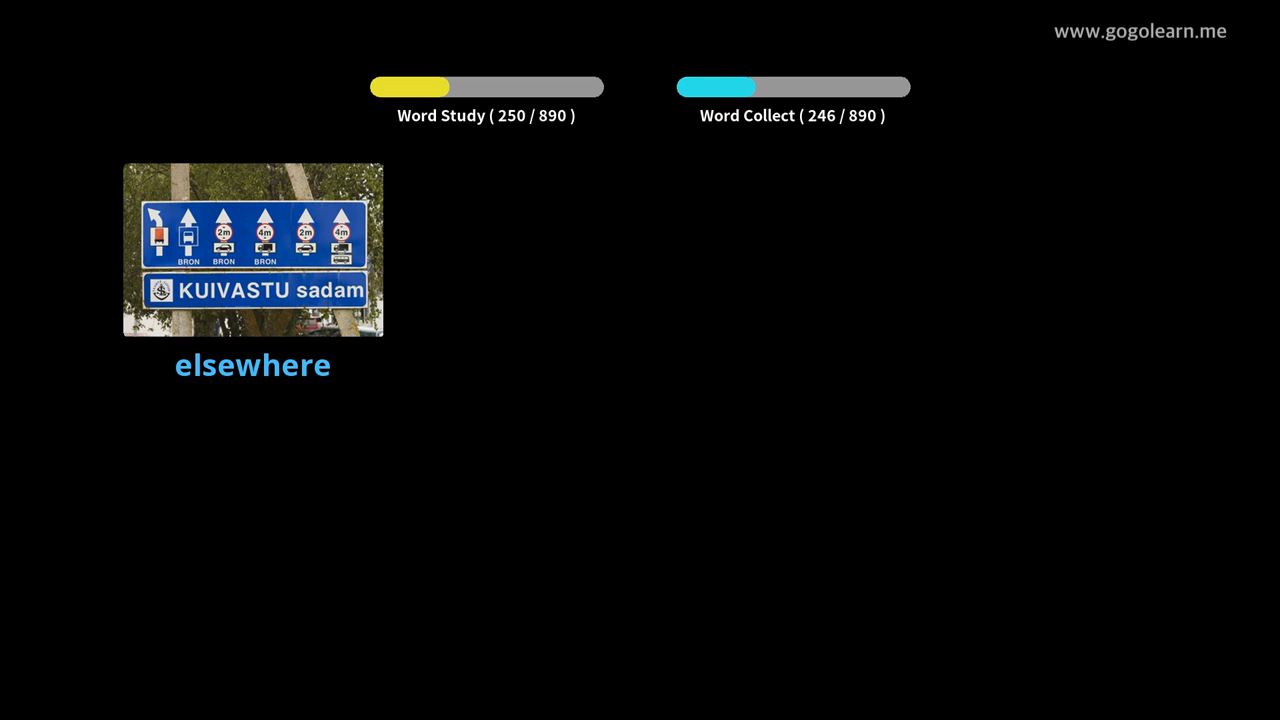 www.gogolearn.me
Word Study ( 250 / 890 )
Word Collect ( 246 / 890 )
2m 4m 2m 4m
BRON BRON BRON
KUIVASTU sadam
elsewhere